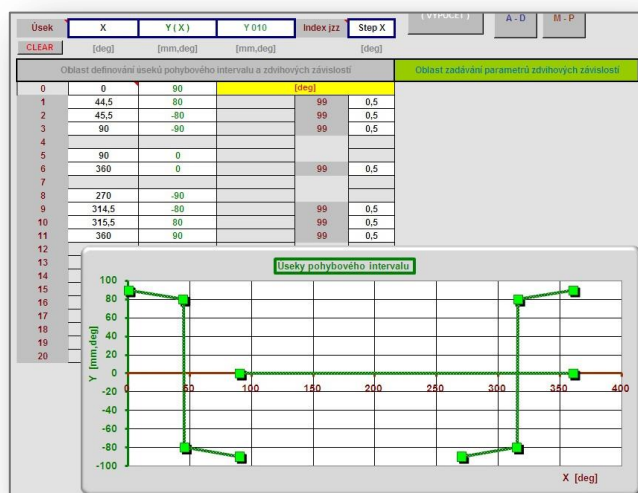 Úsek X Y ( X ) Y 010 Index jzz Step X ( VÝPOČET ) A - D M - P
CLEAR [deg] [mm,deg] [mm,deg] [deg]
Oblast definování úseků pohybového intervalu a zdvihových závislostí Oblast zadávání parametrů zdvihových závislostí
0 0 90 [deg]
1 44,5 80 99 0,5
2 45,5 -80 99 0,5
3 90 -90 99 0,5
4
5 90 0
6 360 0 99 0,5
7
8 270 -90
9 314,5 -80 99 0,5
10 315,5 80 99 0,5
11 360 90 99 0,5
12
13
14
15
16
17
18
19
20
Úseky pohybového intervalu
Y [mm,deg]
100
80
60
40
20
0
-20
-40
-60
-80
-100
0 50 100 150 200 250 300 350 400
X [deg]